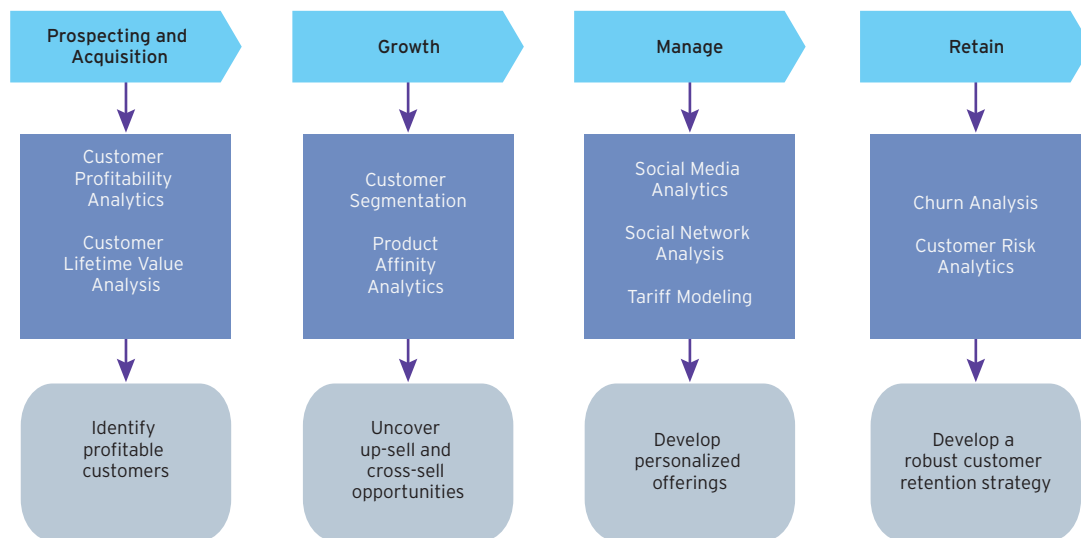 Prospecting and
Acquisition
Growth
Manage
Retain
Customer
Profitability
Analytics
Customer
Lifetime Value
Analysis
Customer
Segmentation
Product
Affinity
Analytics
Social Media
Analytics
Social Network
Analysis
Tariff Modeling
Churn Analysis
Customer Risk
Analytics
Identify
profitable
customers
Uncover
up-sell and
cross-sell
opportunities
Develop
personalized
offerings
Develop a
robust customer
retention strategy